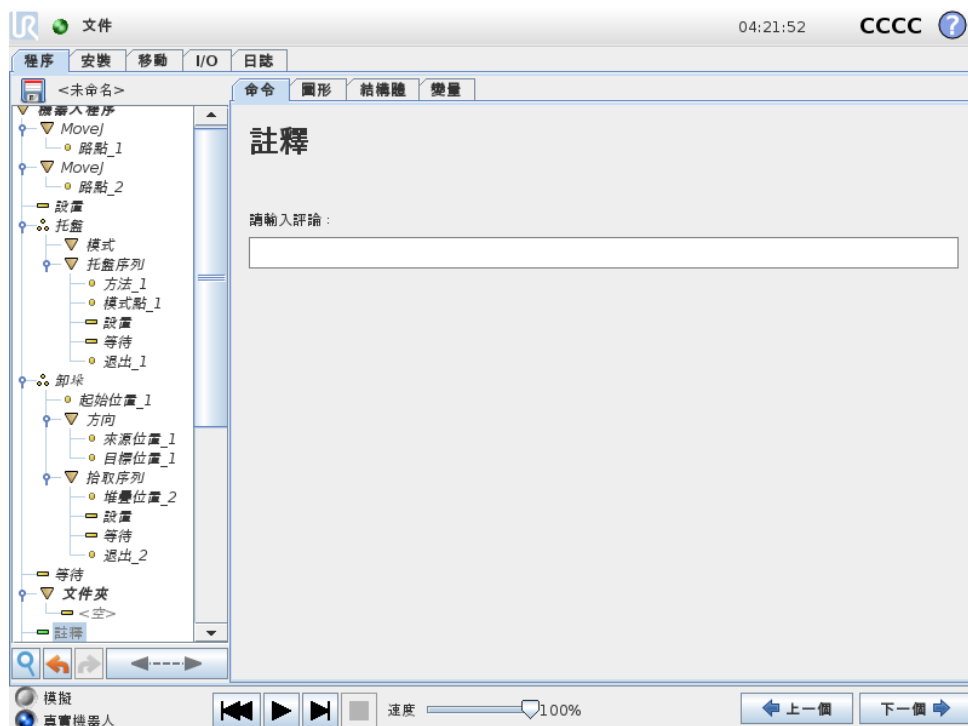 UR 文件 04:21:52 CCCC ?
程序 安裝 移動 I/O 日誌
<未命名> 命令 圖形 結構體 變量
機器人程序
MoveJ
路點_1
MoveJ
路點_2
設置
托盤
模式
托盤序列
方法_1
模式點_1
設置
等待
退出_1
卸垛
起始位置_1
方向
來源位置_1
目標位置_1
拾取序列
堆疊位置_2
設置
等待
退出_2
等待
文件夾
<空>
註釋
註釋
請輸入評論：
模擬
真實機器人
速度 100%
上一個 下一個